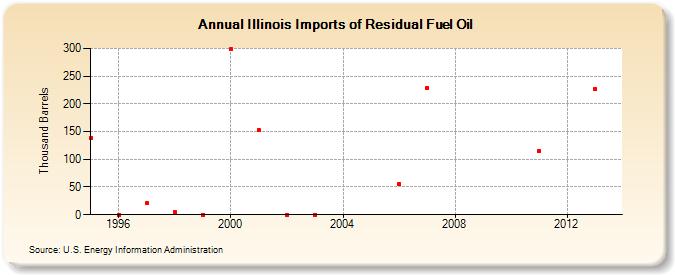 Annual Illinois Imports of Residual Fuel Oil
Thousand Barrels
300
250
200
150
100
50
0
1996 2000 2004 2008 2012
Source: U.S. Energy Information Administration